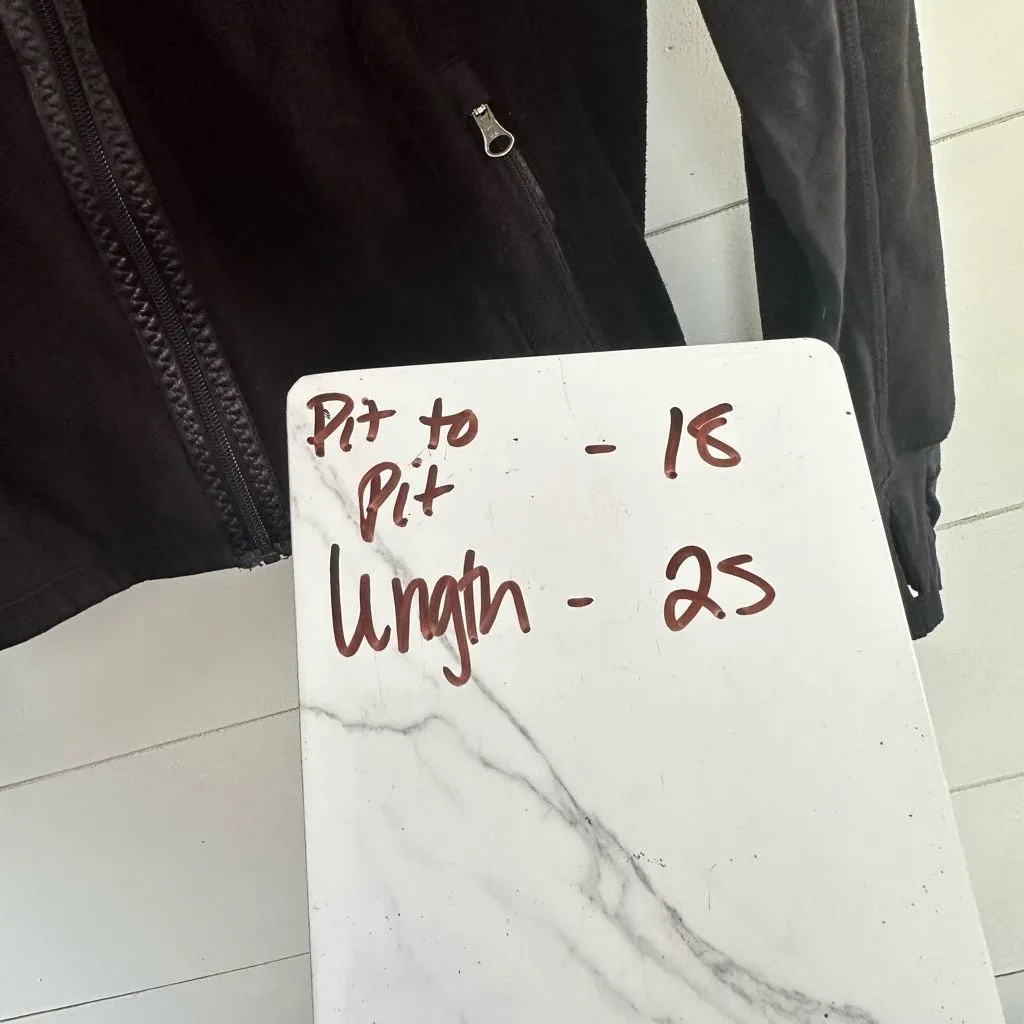 Pit to - 18
Pit
Length - 25